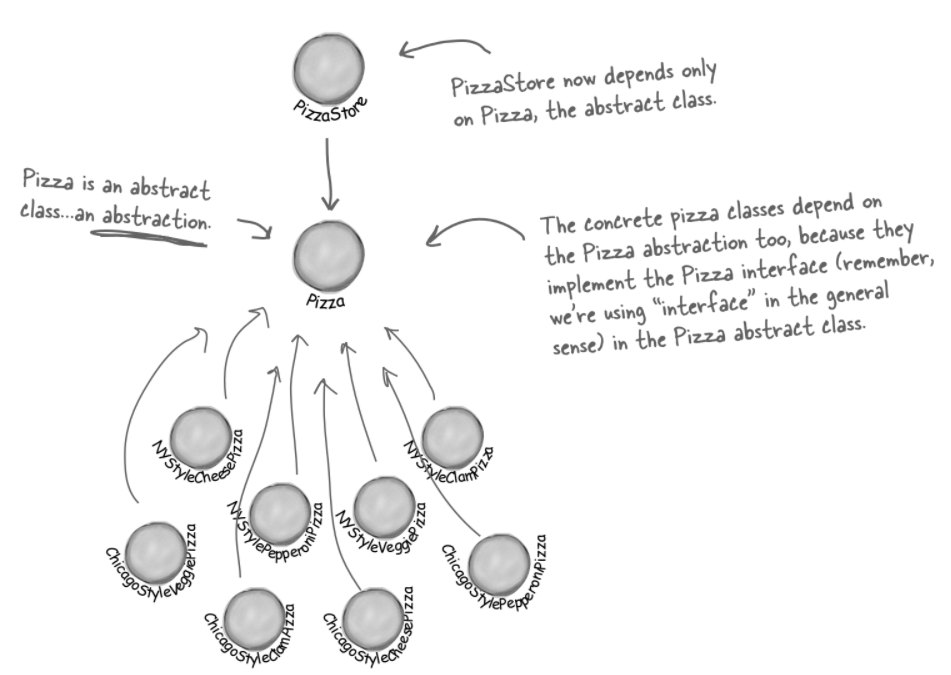 PizzaStore
PizzaStore now depends only
on Pizza, the abstract class.
Pizza is an abstract
class...an abstraction.
Pizza
The concrete pizza classes depend on
the Pizza abstraction too, because they
implement the Pizza interface (remember,
we're using "interface" in the general
sense) in the Pizza abstract class.
NYStyleCheesePizza
NYStyleClamPizza
NYStylePepperoniPizza
NYStyleVeggiePizza
ChicagoStyleVeggiePizza
ChicagoStylePepperoniPizza
ChicagoStyleClamPizza
ChicagoStyleCheesePizza